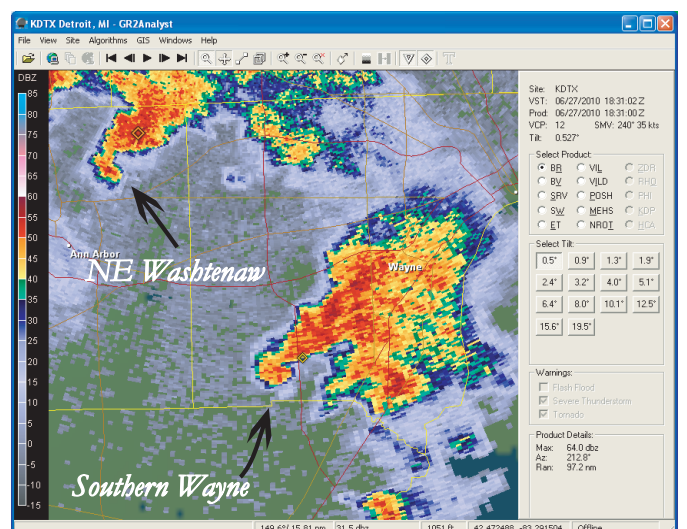 KDTX Detroit, MI - GR2Analyst
File View Site Algorithms GIS Windows Help
DBZ
85
80
75
70
65
60
55
50
45
40
35
30
25
20
15
10
5
0
-5
-10
-15
Ann Arbor
NE Washtenaw
Wayne
Southern Wayne
Site: KDTX
VST: 06/27/2010 18:31:02 Z
Prod: 06/27/2010 18:31:00 Z
VCP: 12 SMV: 240° 35 kts
Tilt: 0.527°
Select Product:
BR VIL ZDR
BV VILD RHO
SRV POSH PHI
SW MEHS KDP
ET NROT HCA
Select Tilt:
0.5° 0.9° 1.3° 1.9°
2.4° 3.2° 4.0° 5.1°
6.4° 8.0° 10.1° 12.5°
15.6° 19.5°
Warnings:
Flash Flood
Severe Thunderstorm
Tornado
Product Details:
Max: 64.0 dbz
Az: 212.8°
Ran: 97.2 nm
149.6°/ 15.81 nm 31.5 dbz 1051 ft 42.472488, -83.291504 Offline